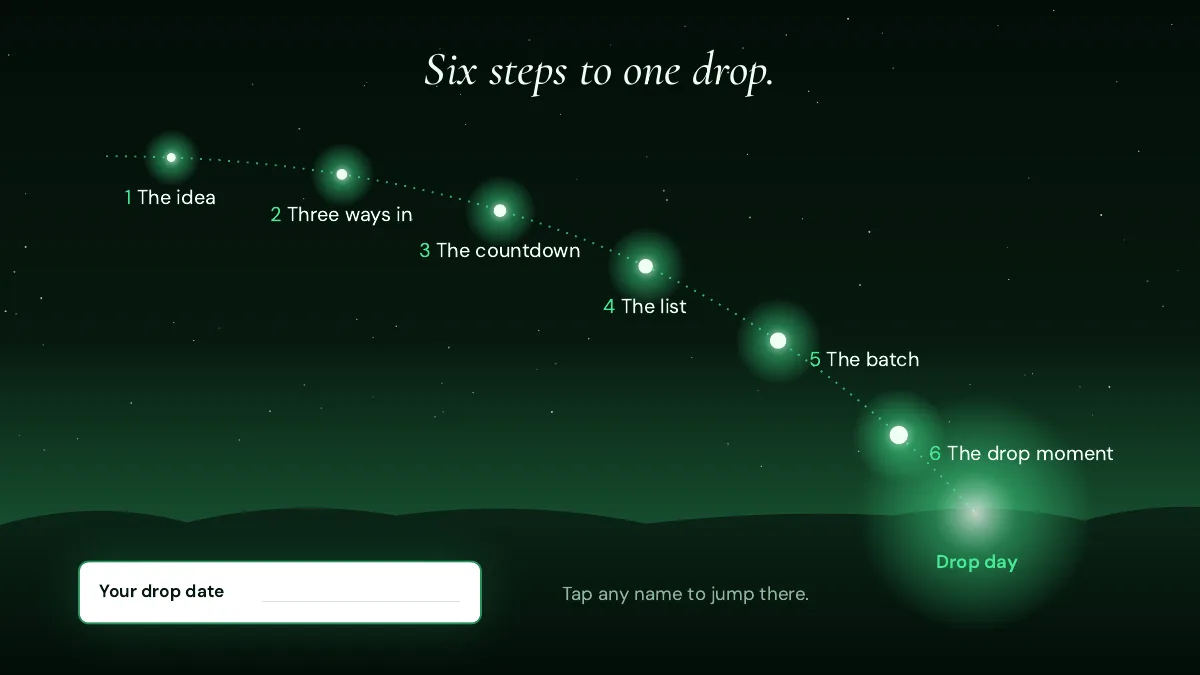 Six steps to one drop.
1 The idea
2 Three ways in
3 The countdown
4 The list
5 The batch
6 The drop moment
Drop day
Your drop date
Tap any name to jump there.